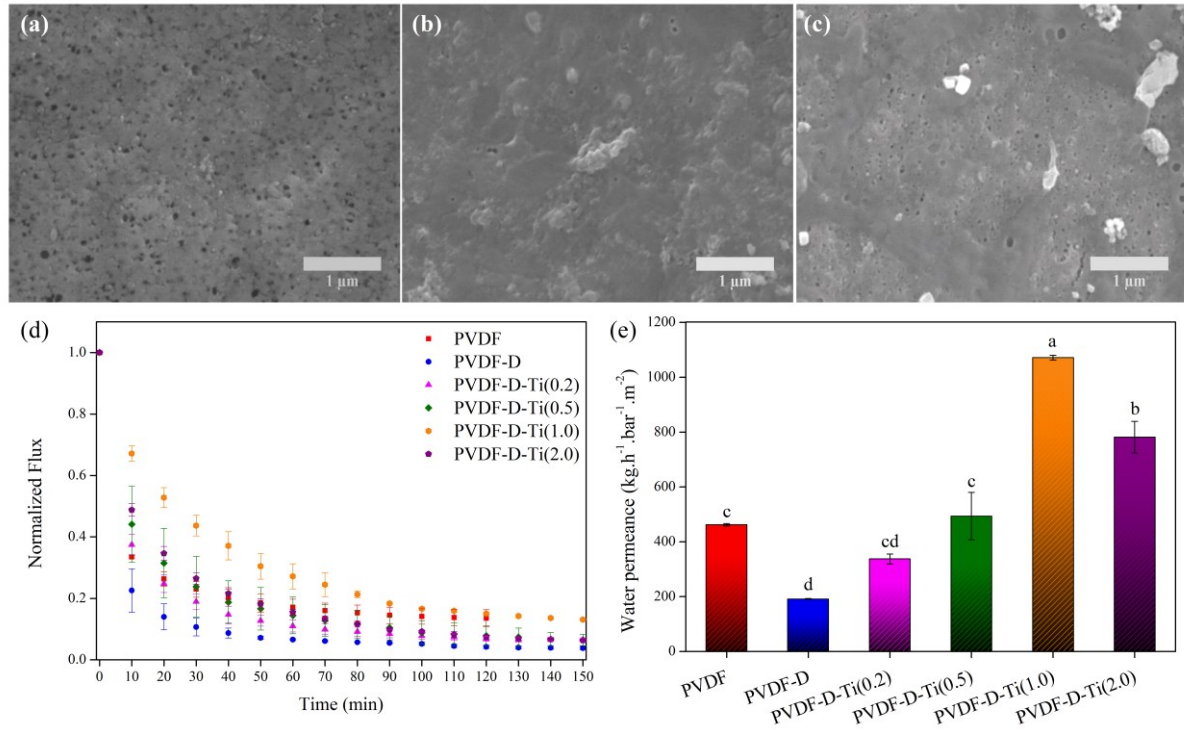 (a)
1 µm
(b)
1 µm
(c)
1 µm
(d)
Normalized Flux
1.0
0.8
0.6
0.4
0.2
0.0
0 10 20 30 40 50 60 70 80 90 100 110 120 130 140 150
Time (min)
PVDF
PVDF-D
PVDF-D-Ti(0.2)
PVDF-D-Ti(0.5)
PVDF-D-Ti(1.0)
PVDF-D-Ti(2.0)
(e)
Water permeance (kg.h⁻¹.bar⁻¹.m⁻²)
1200
1000
800
600
400
200
0
c
d
cd
c
a
b
PVDF
PVDF-D
PVDF-D-Ti(0.2)
PVDF-D-Ti(0.5)
PVDF-D-Ti(1.0)
PVDF-D-Ti(2.0)